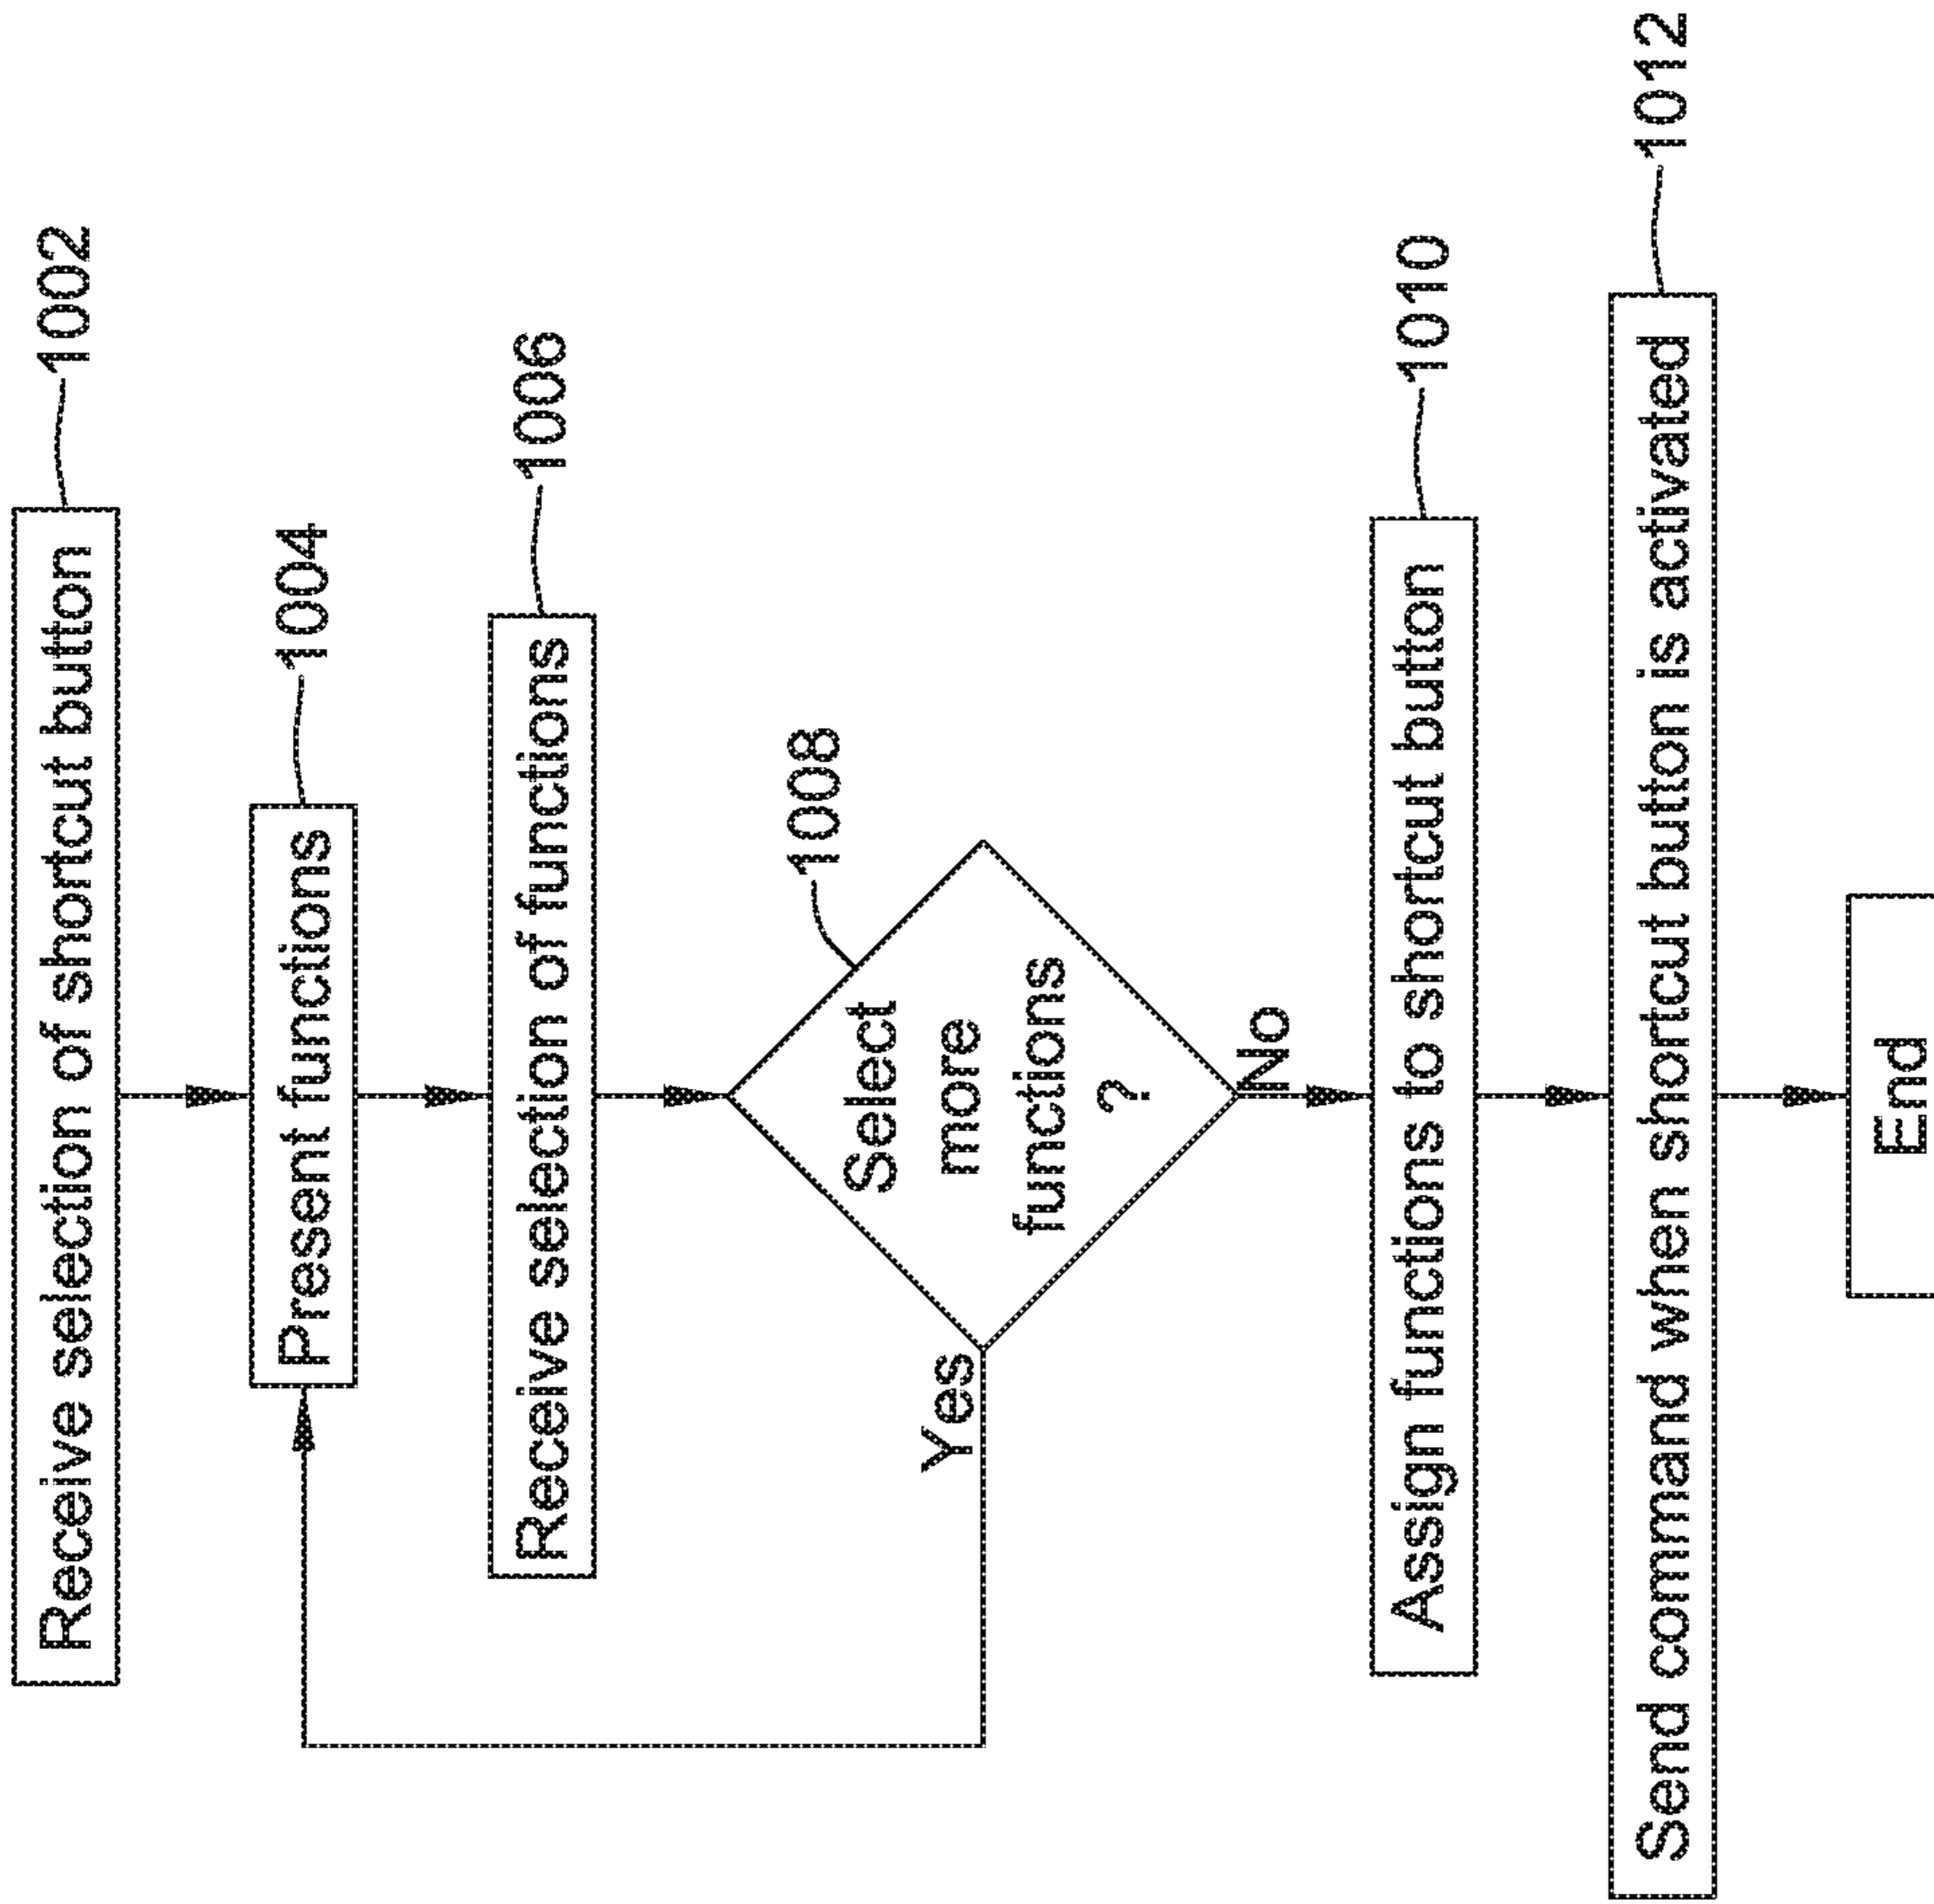 Receive selection of shortcut button
1002
Present functions
1004
Receive selection of functions
1006
Select
more
functions
?
1008
Yes
No
Assign functions to shortcut button
1010
Send command when shortcut button is activated
1012
End